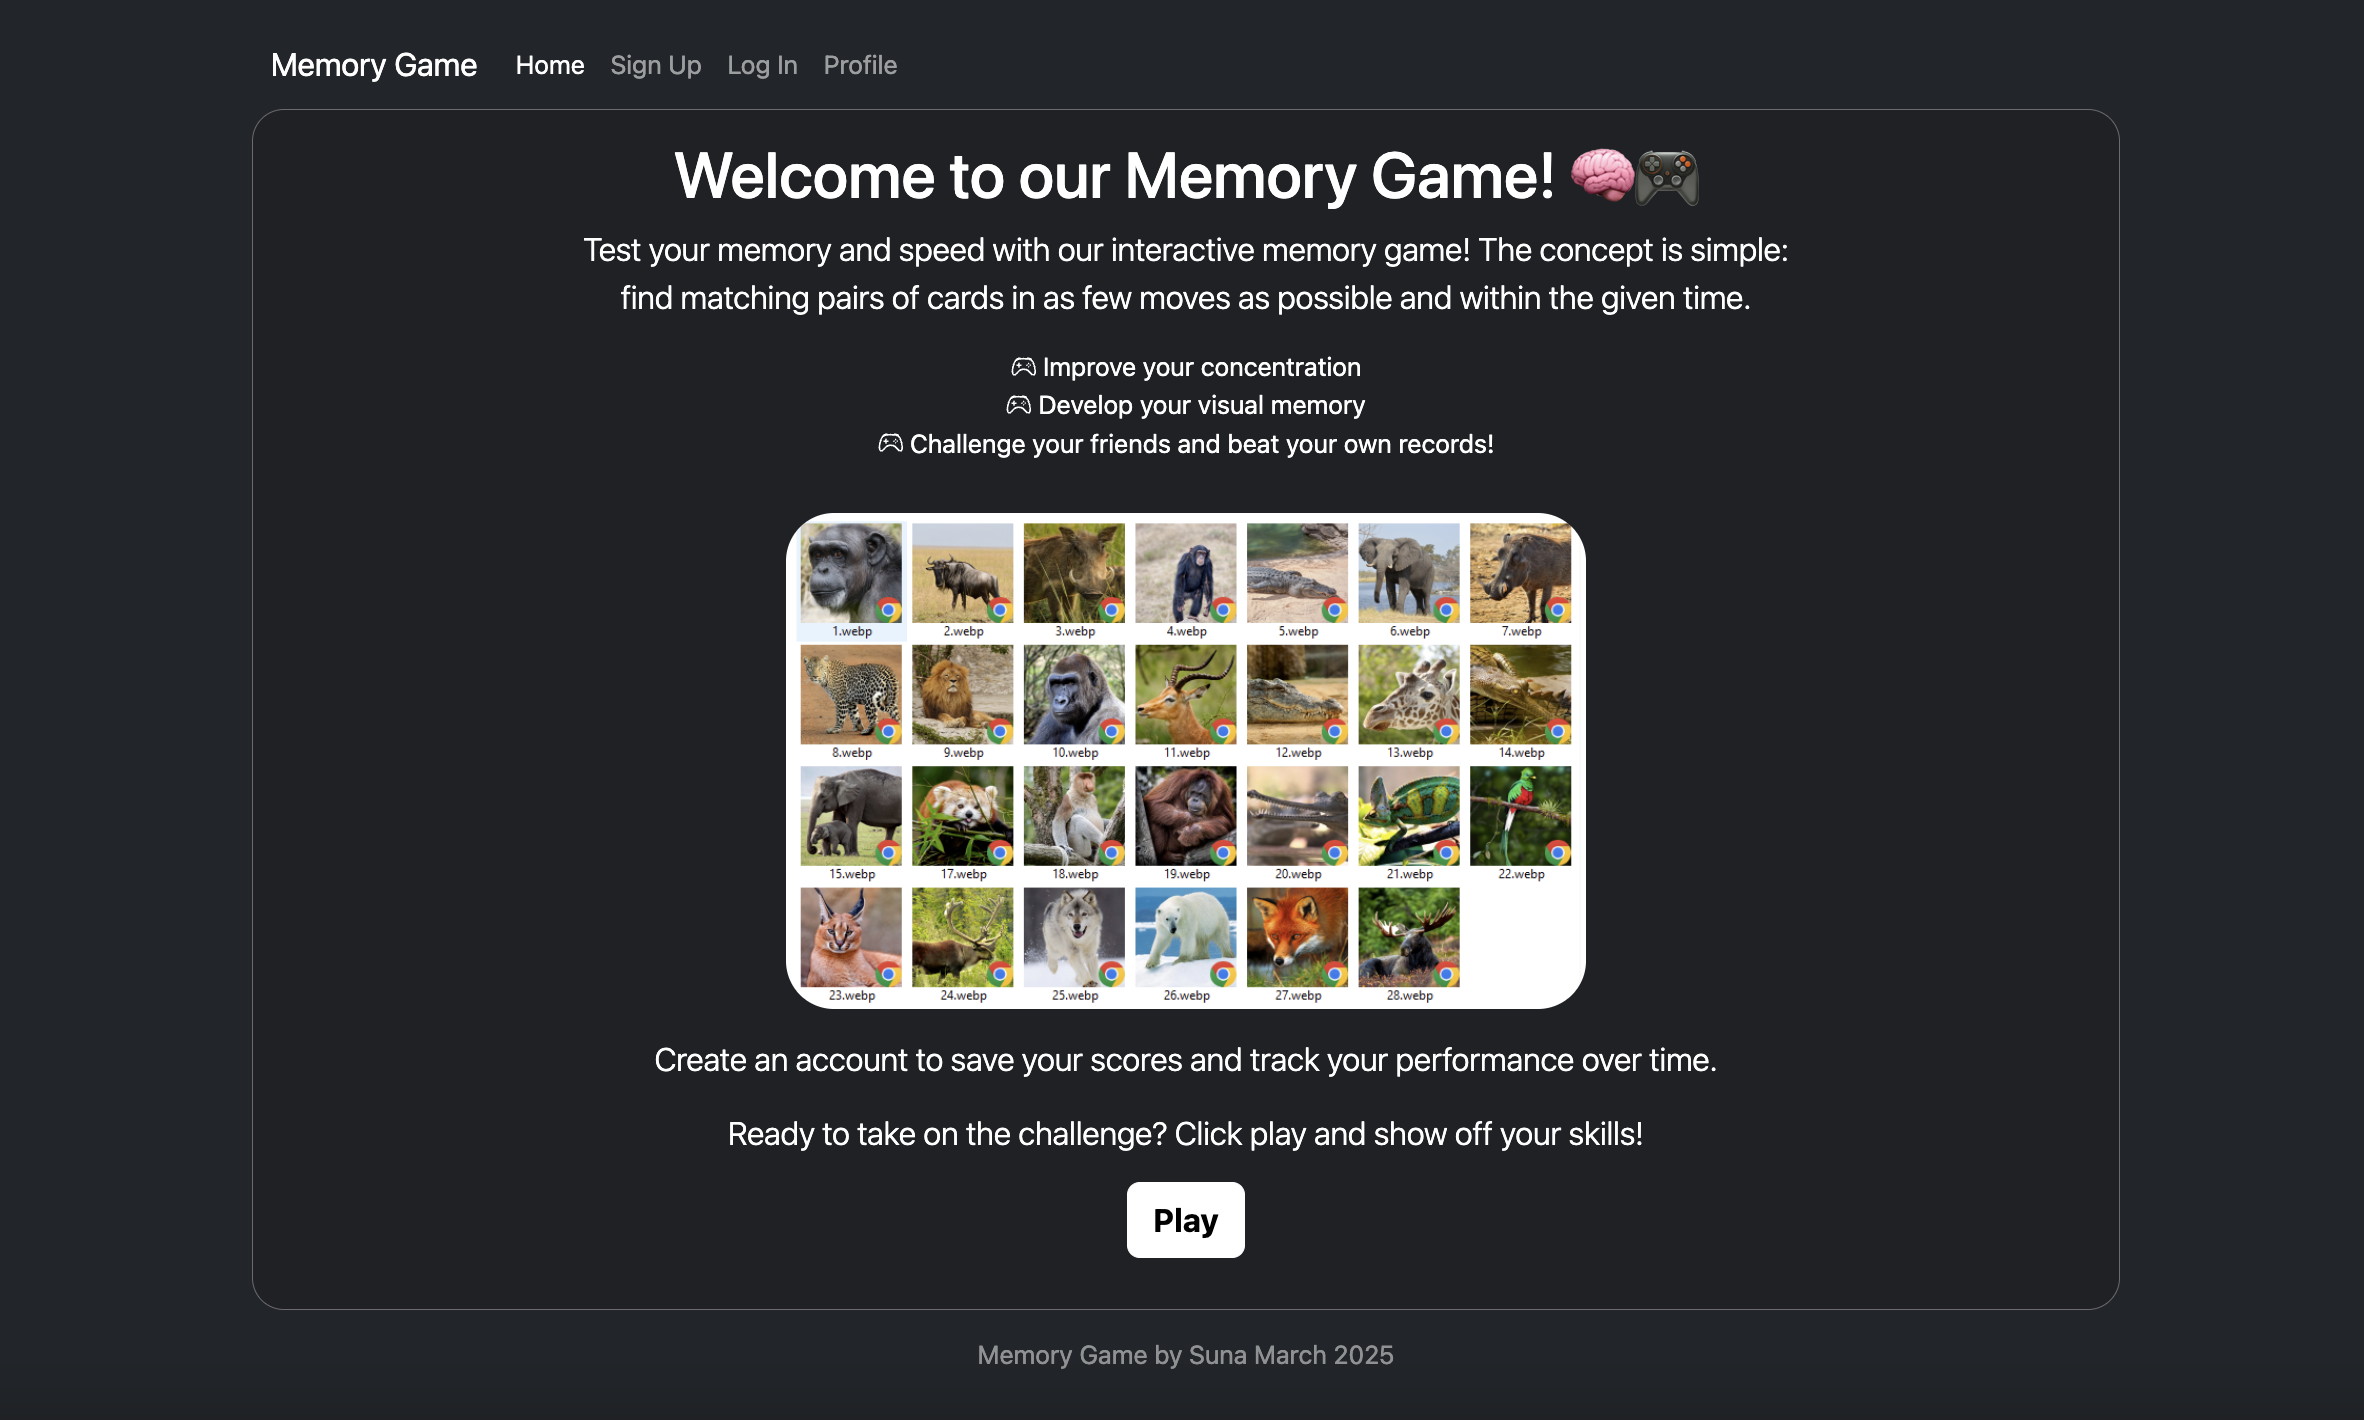 Memory Game Home Sign Up Log In Profile
Welcome to our Memory Game! 🧠🎮
Test your memory and speed with our interactive memory game! The concept is simple:
find matching pairs of cards in as few moves as possible and within the given time.
🎮 Improve your concentration
🎮 Develop your visual memory
🎮 Challenge your friends and beat your own records!
1.webp 2.webp 3.webp 4.webp 5.webp 6.webp 7.webp
8.webp 9.webp 10.webp 11.webp 12.webp 13.webp 14.webp
15.webp 17.webp 18.webp 19.webp 20.webp 21.webp 22.webp
23.webp 24.webp 25.webp 26.webp 27.webp 28.webp
Create an account to save your scores and track your performance over time.
Ready to take on the challenge? Click play and show off your skills!
Play
Memory Game by Suna March 2025